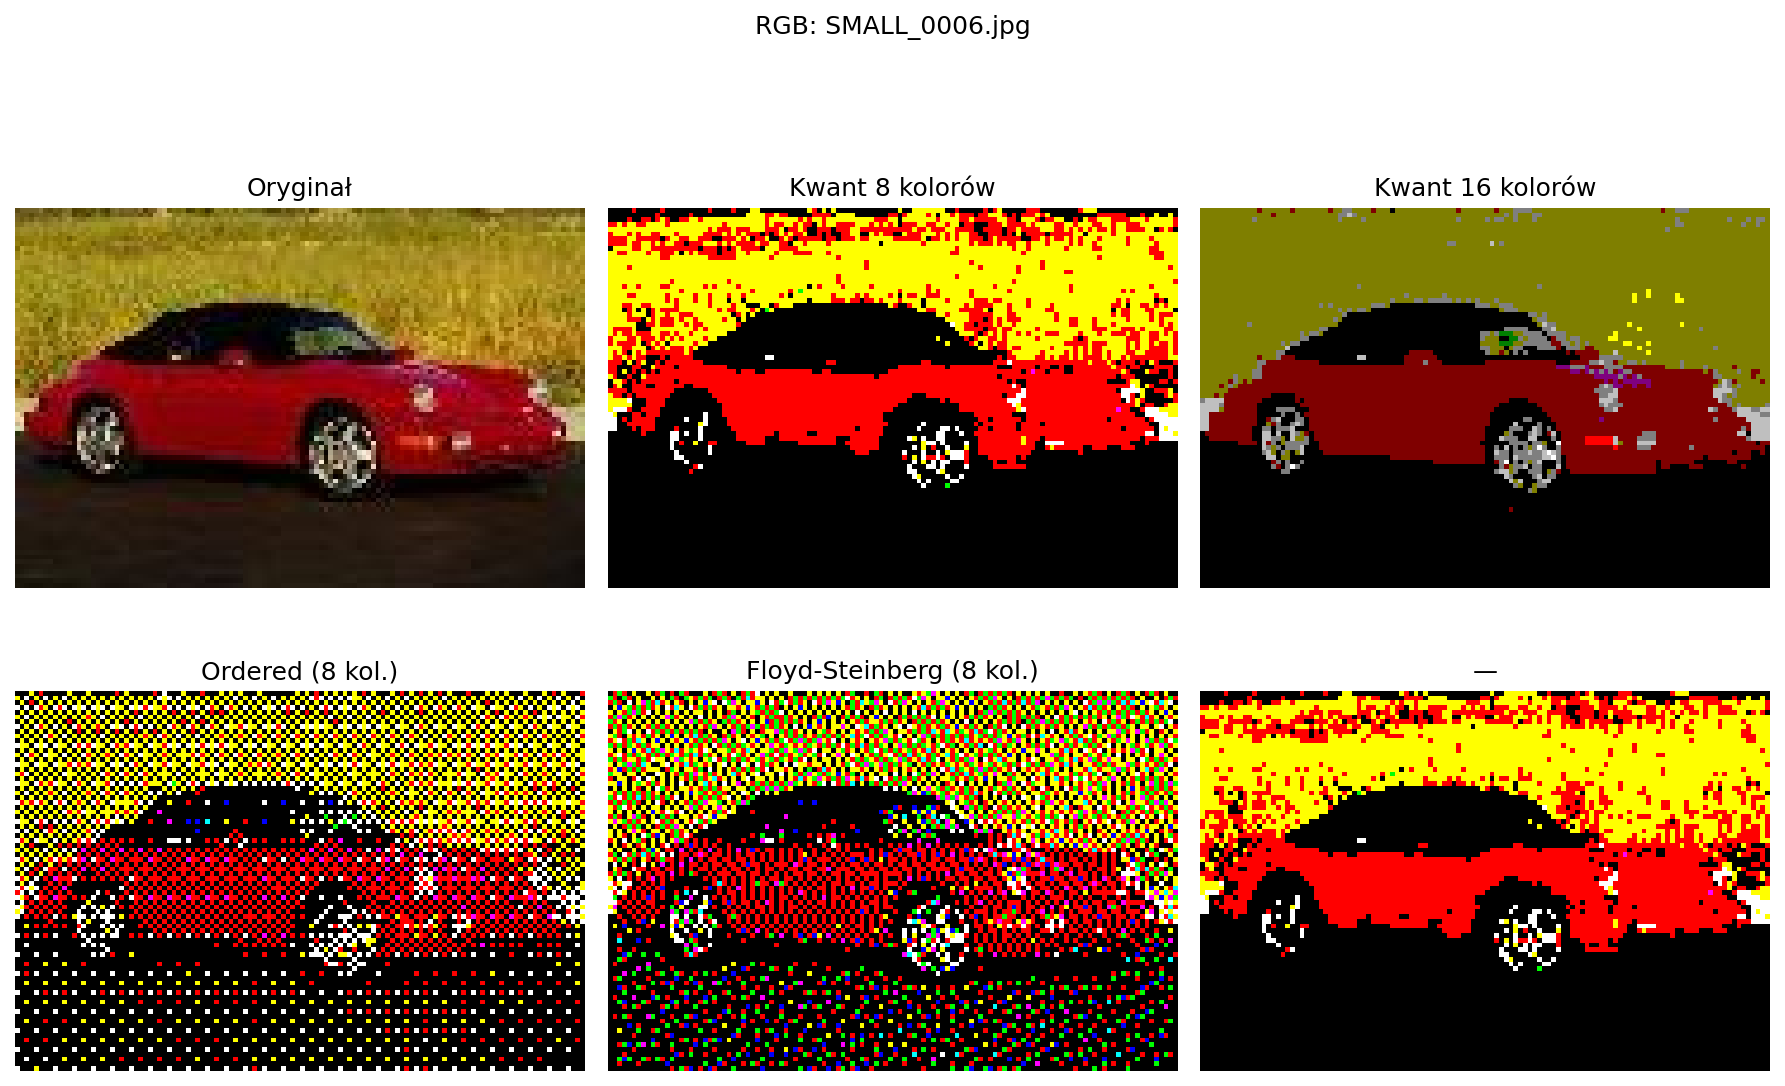 RGB: SMALL_0006.jpg
Oryginał
Kwant 8 kolorów
Kwant 16 kolorów
Ordered (8 kol.)
Floyd-Steinberg (8 kol.)
—